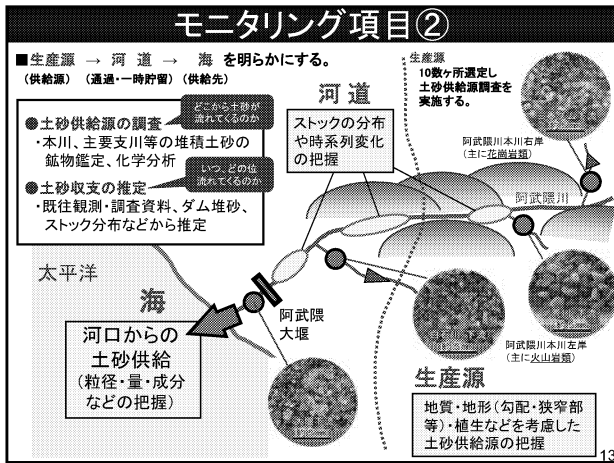 モニタリング項目②
■生産源 → 河 道 → 海 を明らかにする。
(供給源) (通過・一時貯留) (供給先)
どこから土砂が
流れてくるのか
●土砂供給源の調査
・本川、主要支川等の堆積土砂の
鉱物鑑定、化学分析
いつ、どの位
流れてくるのか
●土砂収支の推定
・既往観測・調査資料、ダム堆砂、
ストック分布などから推定
河道
ストックの分布
や時系列変化
の把握
生産源
10数ヶ所選定し
土砂供給源調査を
実施する。
阿武隈川本川右岸
(主に花崗岩類)
阿武隈川
太平洋
海
河口からの
土砂供給
(粒径・量・成分
などの把握)
阿武隈
大堰
阿武隈川本川左岸
(主に火山岩類)
生産源
地質・地形(勾配・狭窄部
等)・植生などを考慮した
土砂供給源の把握
13